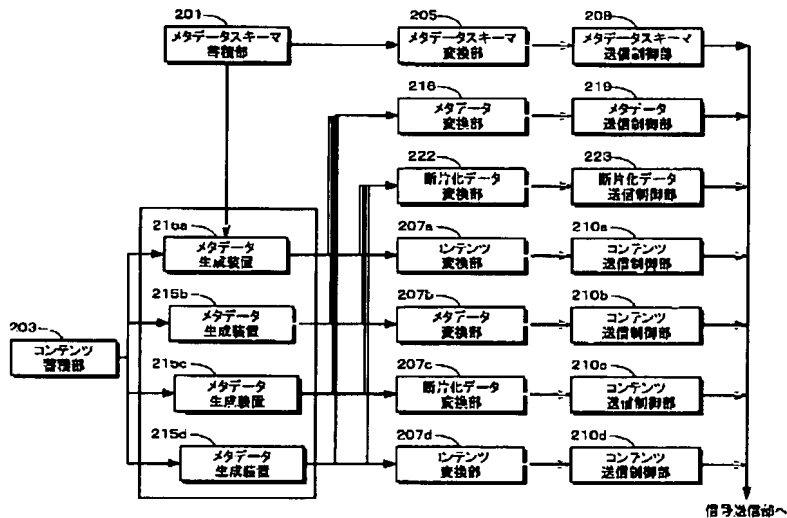 201
メタデータスキーマ
蓄積部
205
メタデータスキーマ
変換部
208
メタデータスキーマ
送信制御部
218
メタデータ
変換部
219
メタデータ
送信制御部
222
断片化データ
変換部
223
断片化データ
送信制御部
215a
メタデータ
生成装置
207a
コンテンツ
変換部
210a
コンテンツ
送信制御部
215b
メタデータ
生成装置
207b
メタデータ
変換部
210b
コンテンツ
送信制御部
203
コンテンツ
蓄積部
215c
メタデータ
生成装置
207c
断片化データ
変換部
210c
コンテンツ
送信制御部
215d
メタデータ
生成装置
207d
コンテンツ
変換部
210d
コンテンツ
送信制御部
信号送信部へ